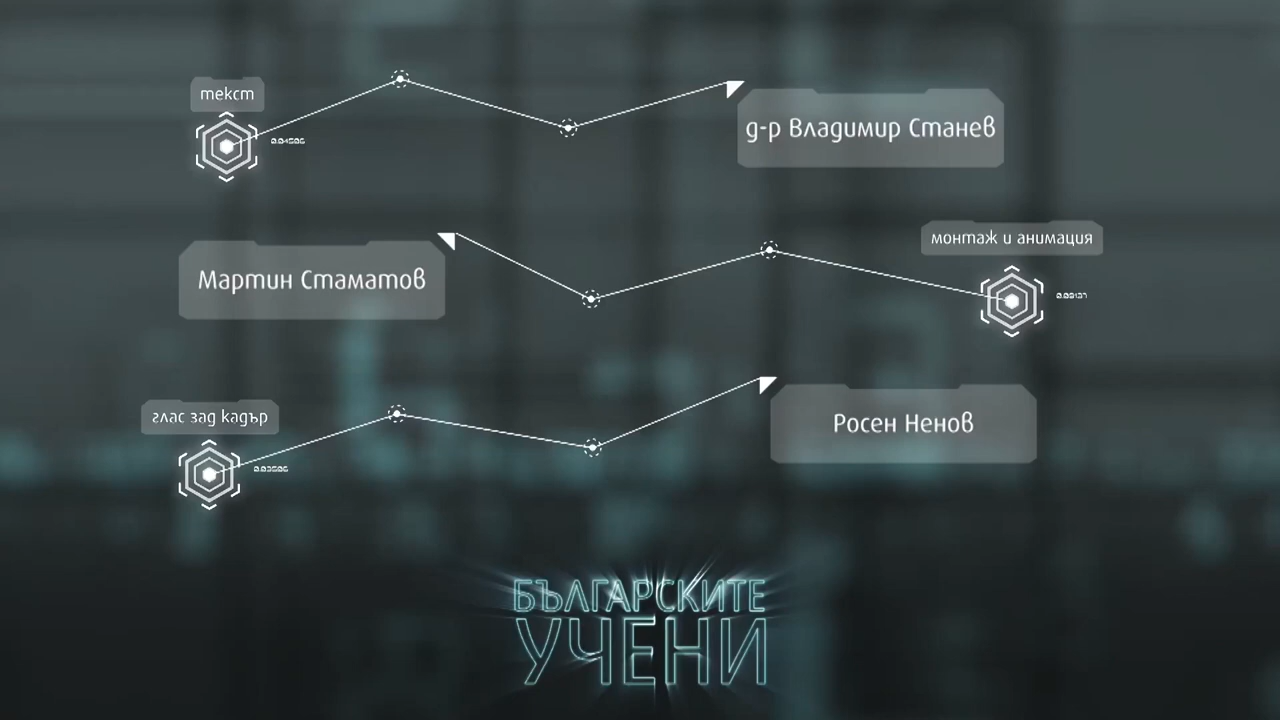 текст
д-р Владимир Станев
монтаж и анимация
Мартин Стаматов
глас зад кадър
Росен Ненов
БЪЛГАРСКИТЕ
УЧЕНИ